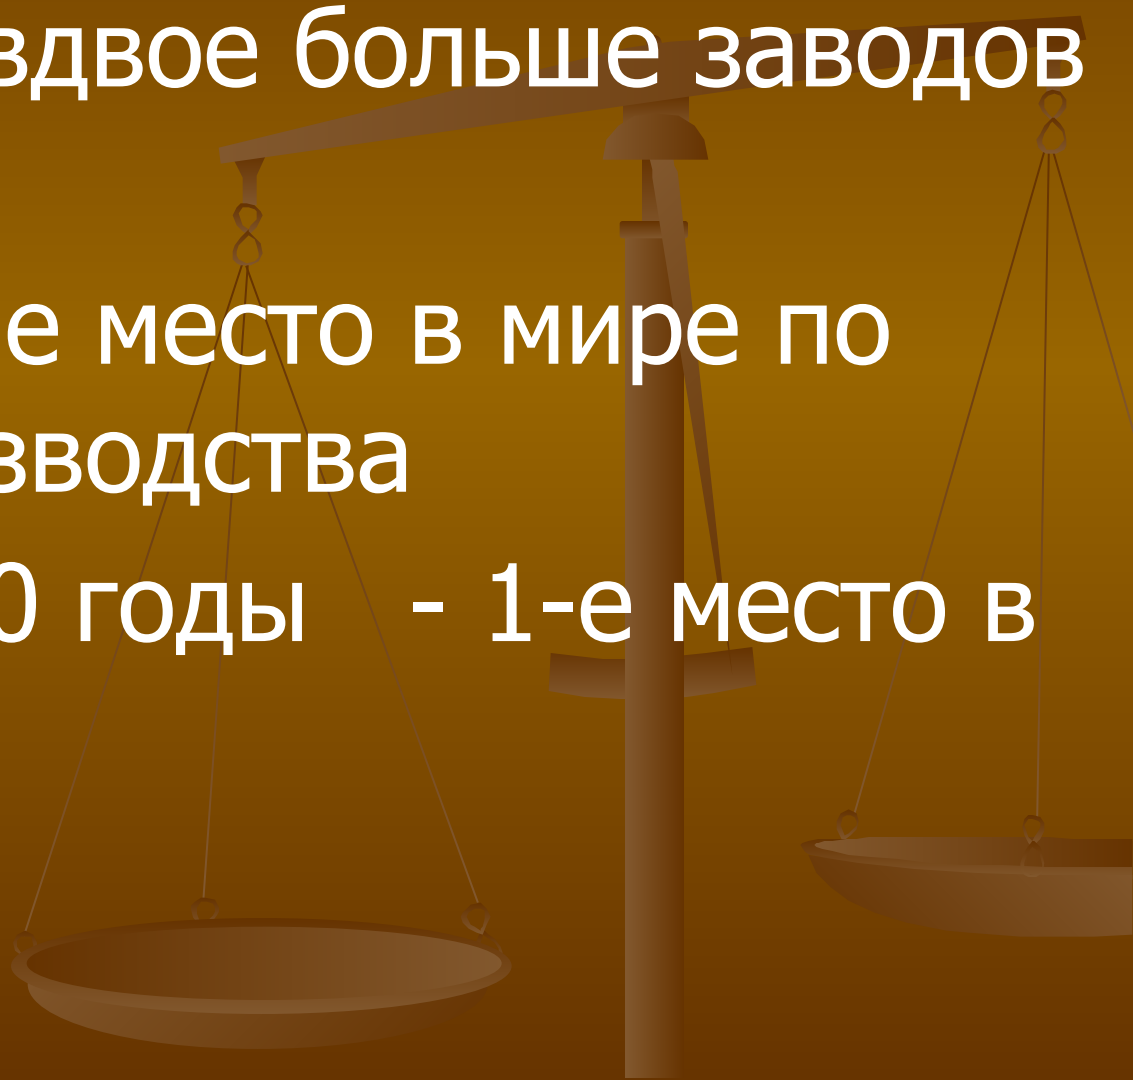 вдвое больше заводов
е место в мире по
зводства
0 годы - 1-е место в